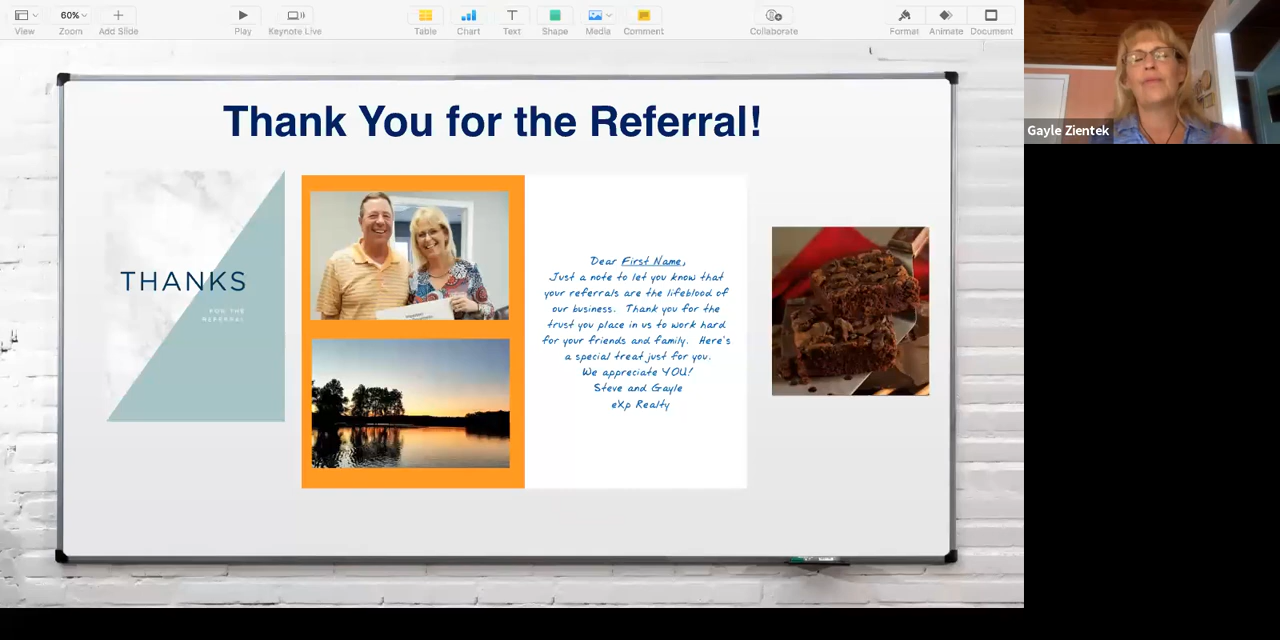 View
60%
Zoom
Add Slide
Play
Keynote Live
Table
Chart
Text
Shape
Media
Comment
Collaborate
Format
Animate
Document
Gayle Zientek
Thank You for the Referral!
THANKS
FOR THE
REFERRAL
Dear First Name,
Just a note to let you know that
your referrals are the lifeblood of
our business. Thank you for the
trust you place in us to work hard
for your friends and family. Here's
a special treat just for you.
We appreciate YOU!
Steve and Gayle
eXp Realty